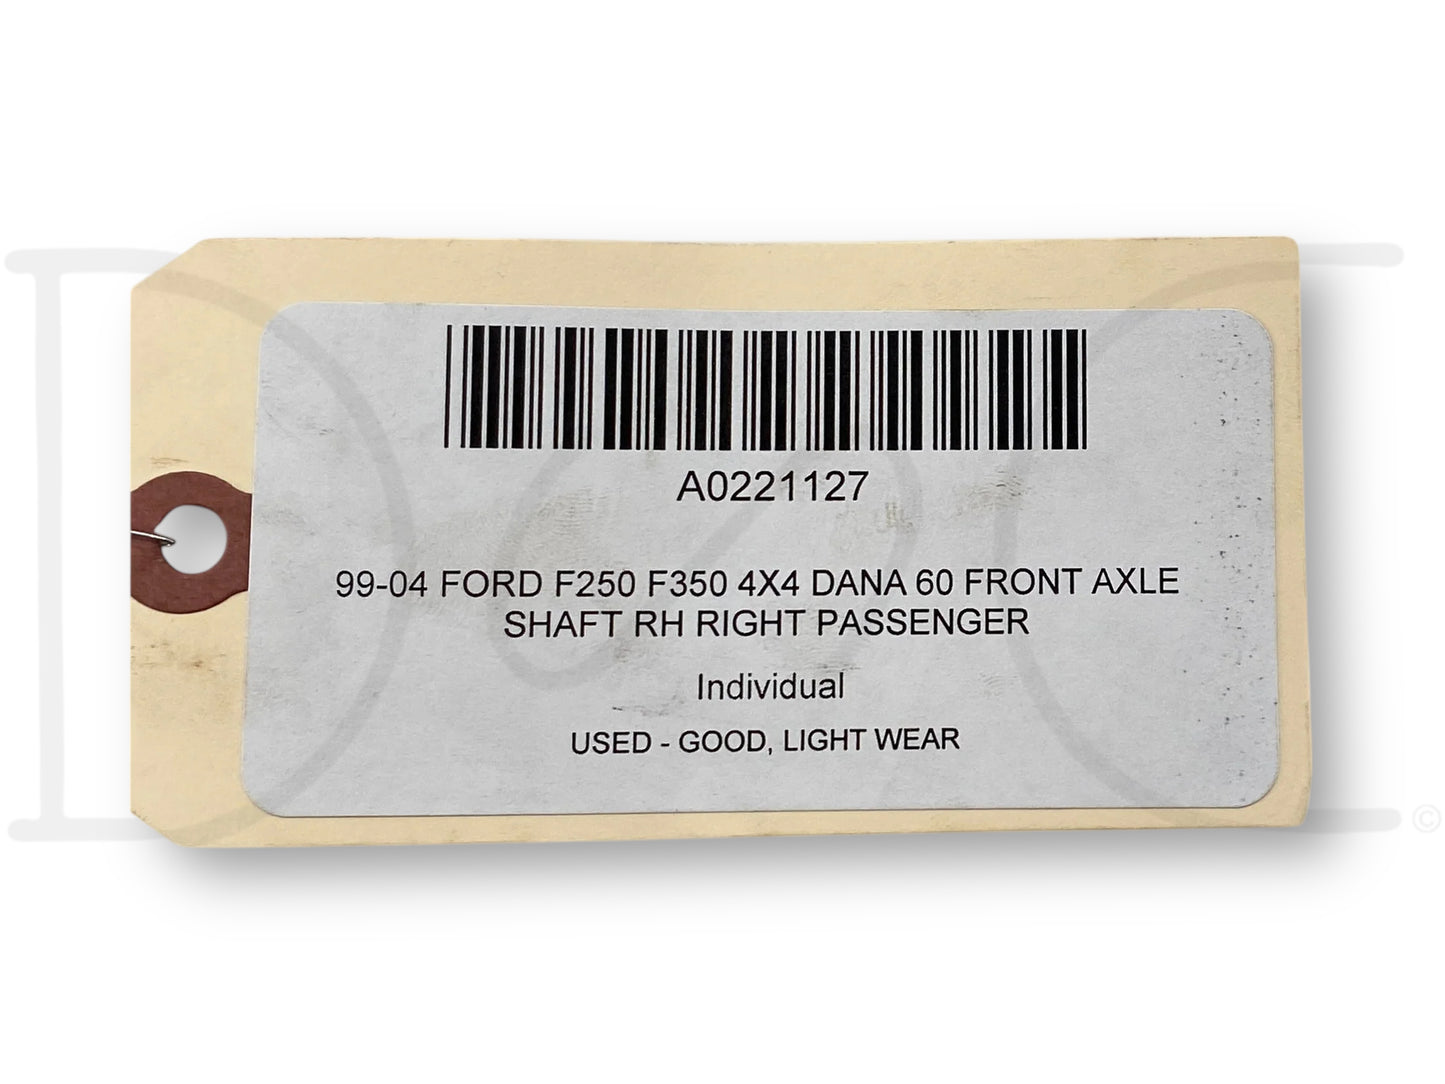 A0221127
99-04 FORD F250 F350 4X4 DANA 60 FRONT AXLE
SHAFT RH RIGHT PASSENGER
Individual
USED - GOOD, LIGHT WEAR
©